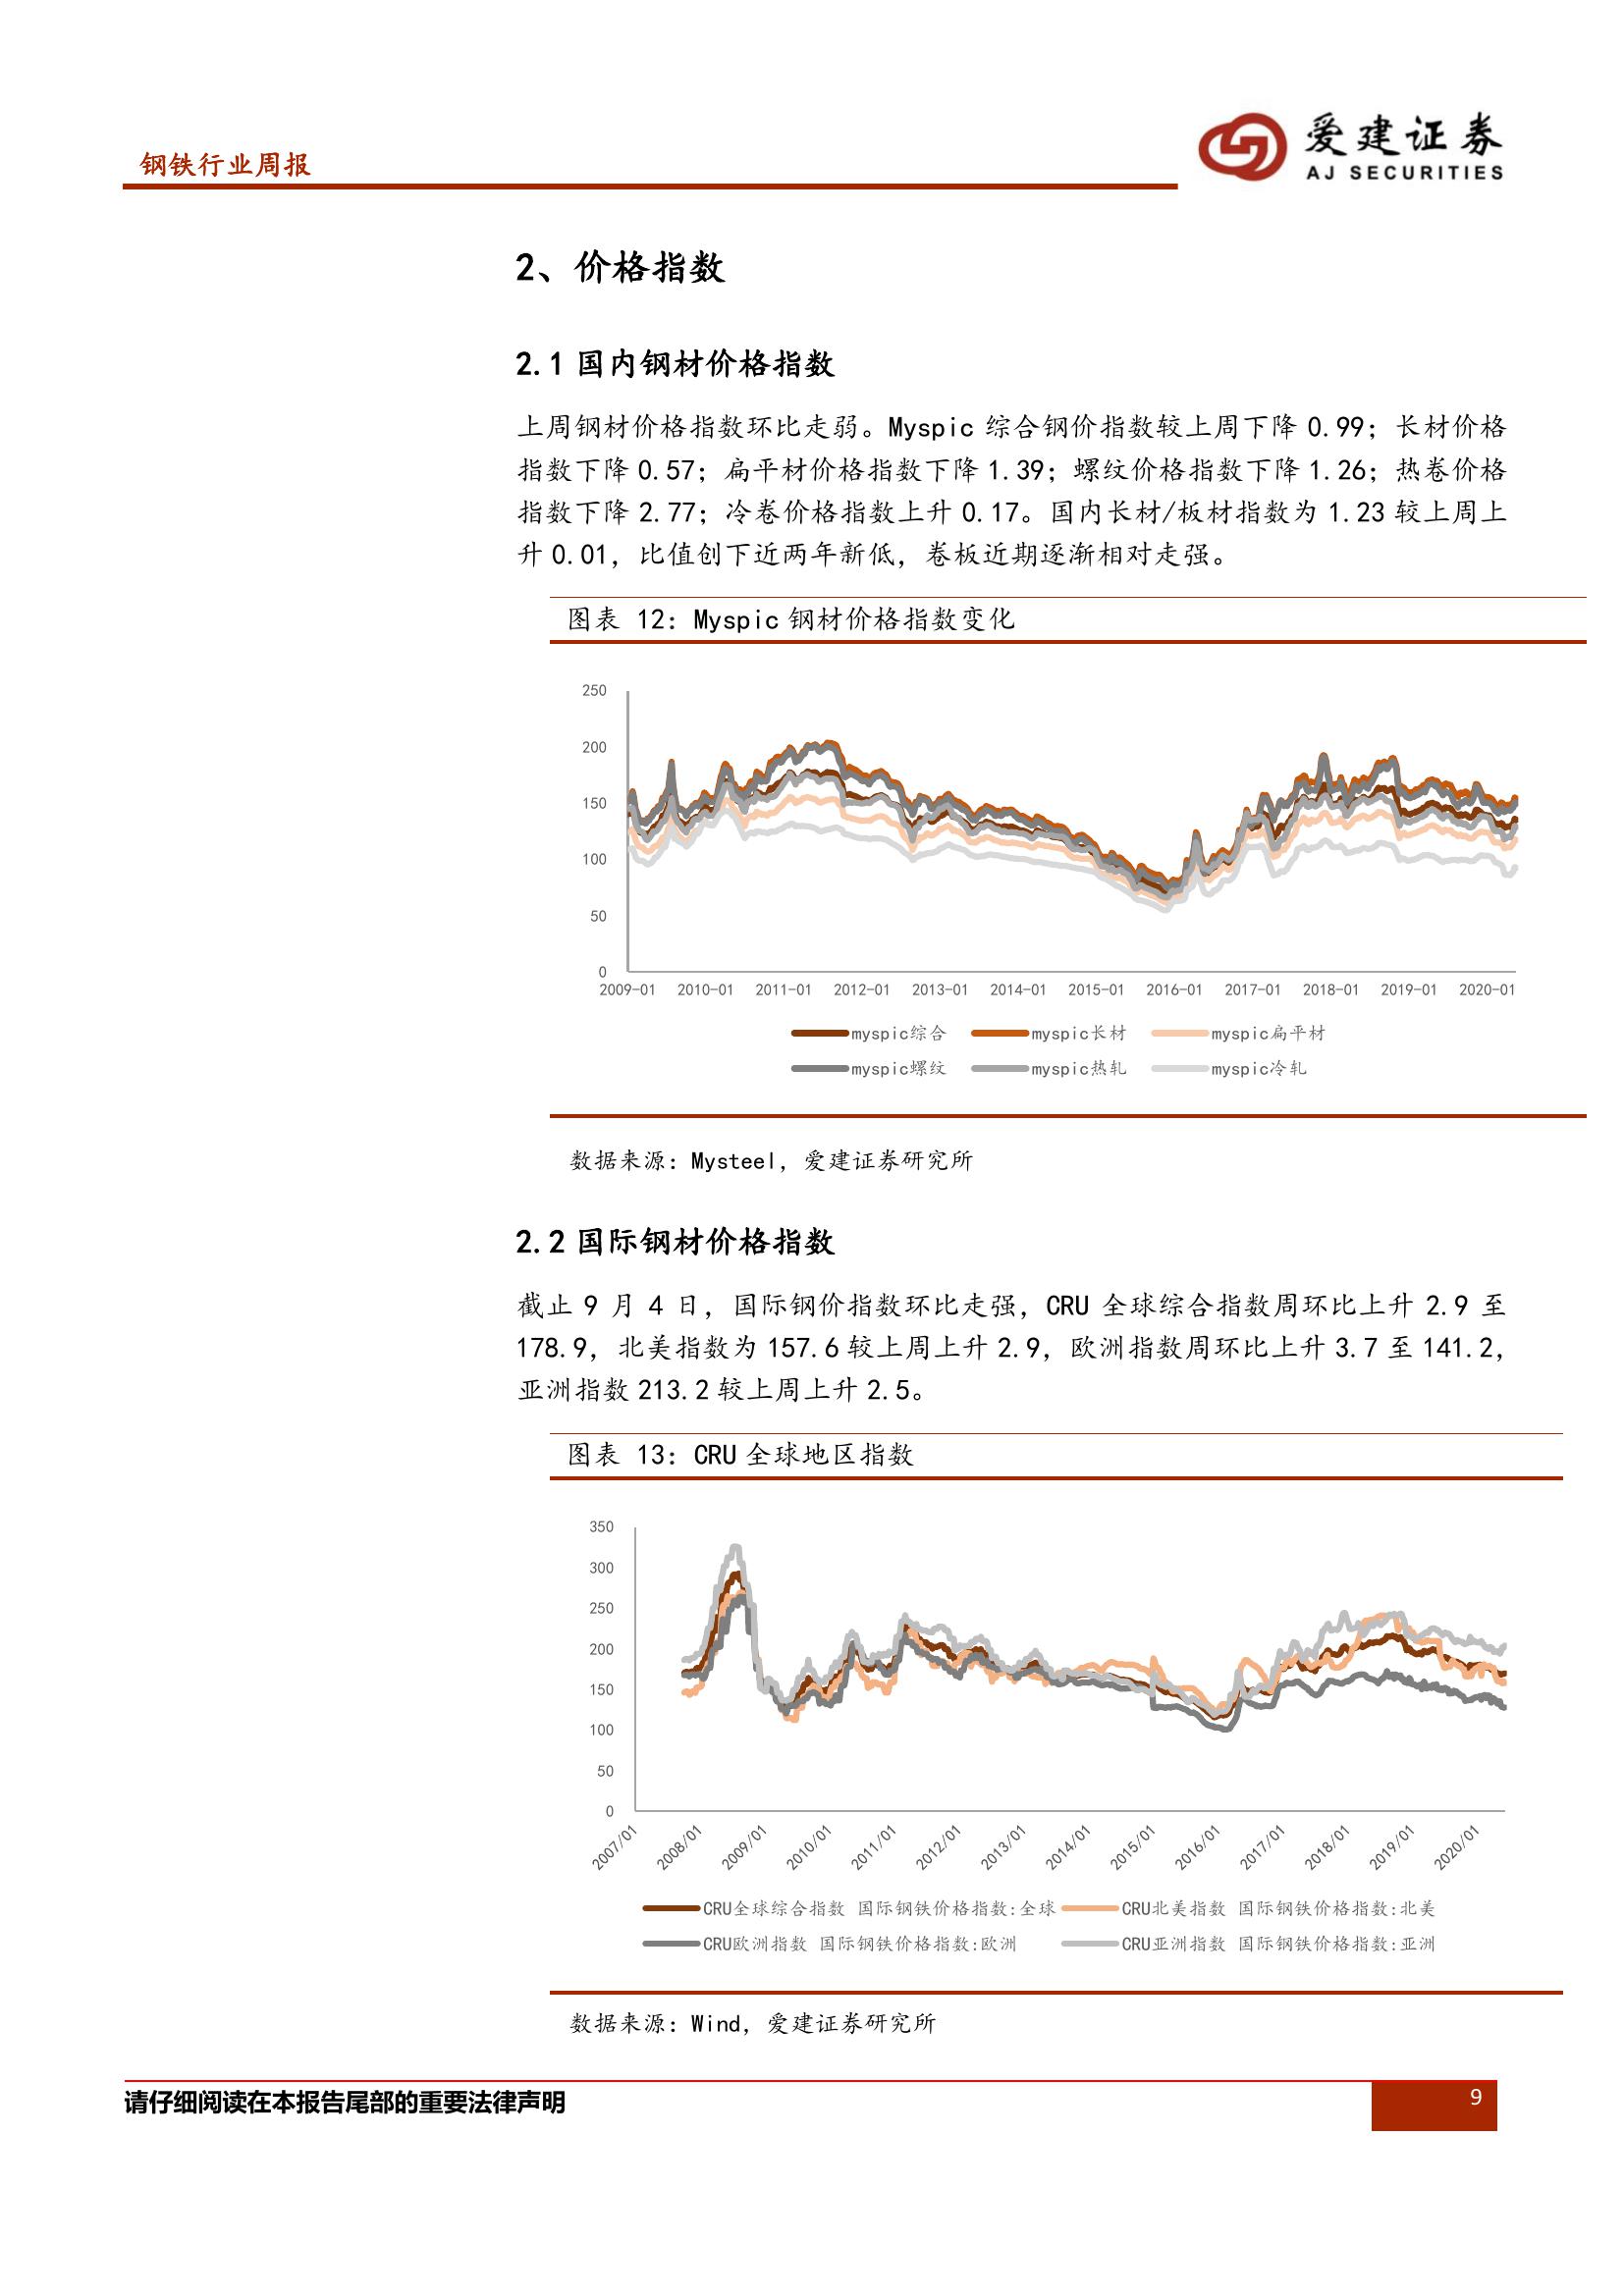 钢铁行业周报
爱建证券
AJ SECURITIES
2、价格指数
2.1 国内钢材价格指数
上周钢材价格指数环比走弱。Myspic 综合钢价指数较上周下降 0.99；长材价格
指数下降 0.57；扁平材价格指数下降 1.39；螺纹价格指数下降 1.26；热卷价格
指数下降 2.77；冷卷价格指数上升 0.17。国内长材/板材指数为 1.23 较上周上
升 0.01，比值创下近两年新低，卷板近期逐渐相对走强。
图表 12：Myspic 钢材价格指数变化
250
200
150
100
50
0
2009-01 2010-01 2011-01 2012-01 2013-01 2014-01 2015-01 2016-01 2017-01 2018-01 2019-01 2020-01
myspic综合 myspic长材 myspic扁平材
myspic螺纹 myspic热轧 myspic冷轧
数据来源：Mysteel，爱建证券研究所
2.2 国际钢材价格指数
截止 9 月 4 日，国际钢价指数环比走强，CRU 全球综合指数周环比上升 2.9 至
178.9，北美指数为 157.6 较上周上升 2.9，欧洲指数周环比上升 3.7 至 141.2，
亚洲指数 213.2 较上周上升 2.5。
图表 13：CRU 全球地区指数
350
300
250
200
150
100
50
0
2007/01 2008/01 2009/01 2010/01 2011/01 2012/01 2013/01 2014/01 2015/01 2016/01 2017/01 2018/01 2019/01 2020/01
CRU全球综合指数 国际钢铁价格指数:全球 CRU北美指数 国际钢铁价格指数:北美
CRU欧洲指数 国际钢铁价格指数:欧洲 CRU亚洲指数 国际钢铁价格指数:亚洲
数据来源：Wind，爱建证券研究所
请仔细阅读在本报告尾部的重要法律声明
9